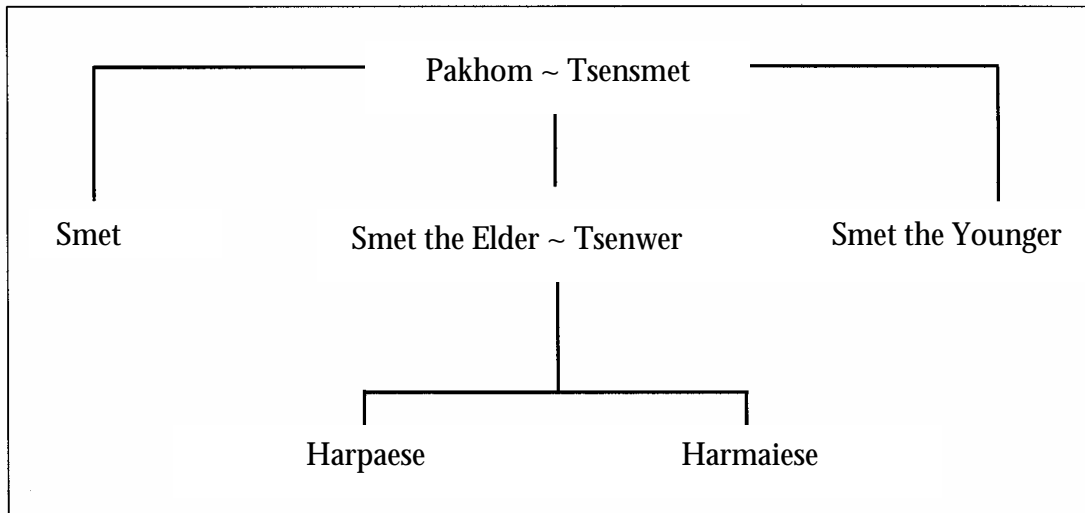 Pakhom ~ Tsensmet
Smet
Smet the Elder ~ Tsenwer
Smet the Younger
Harpaese
Harmaiese